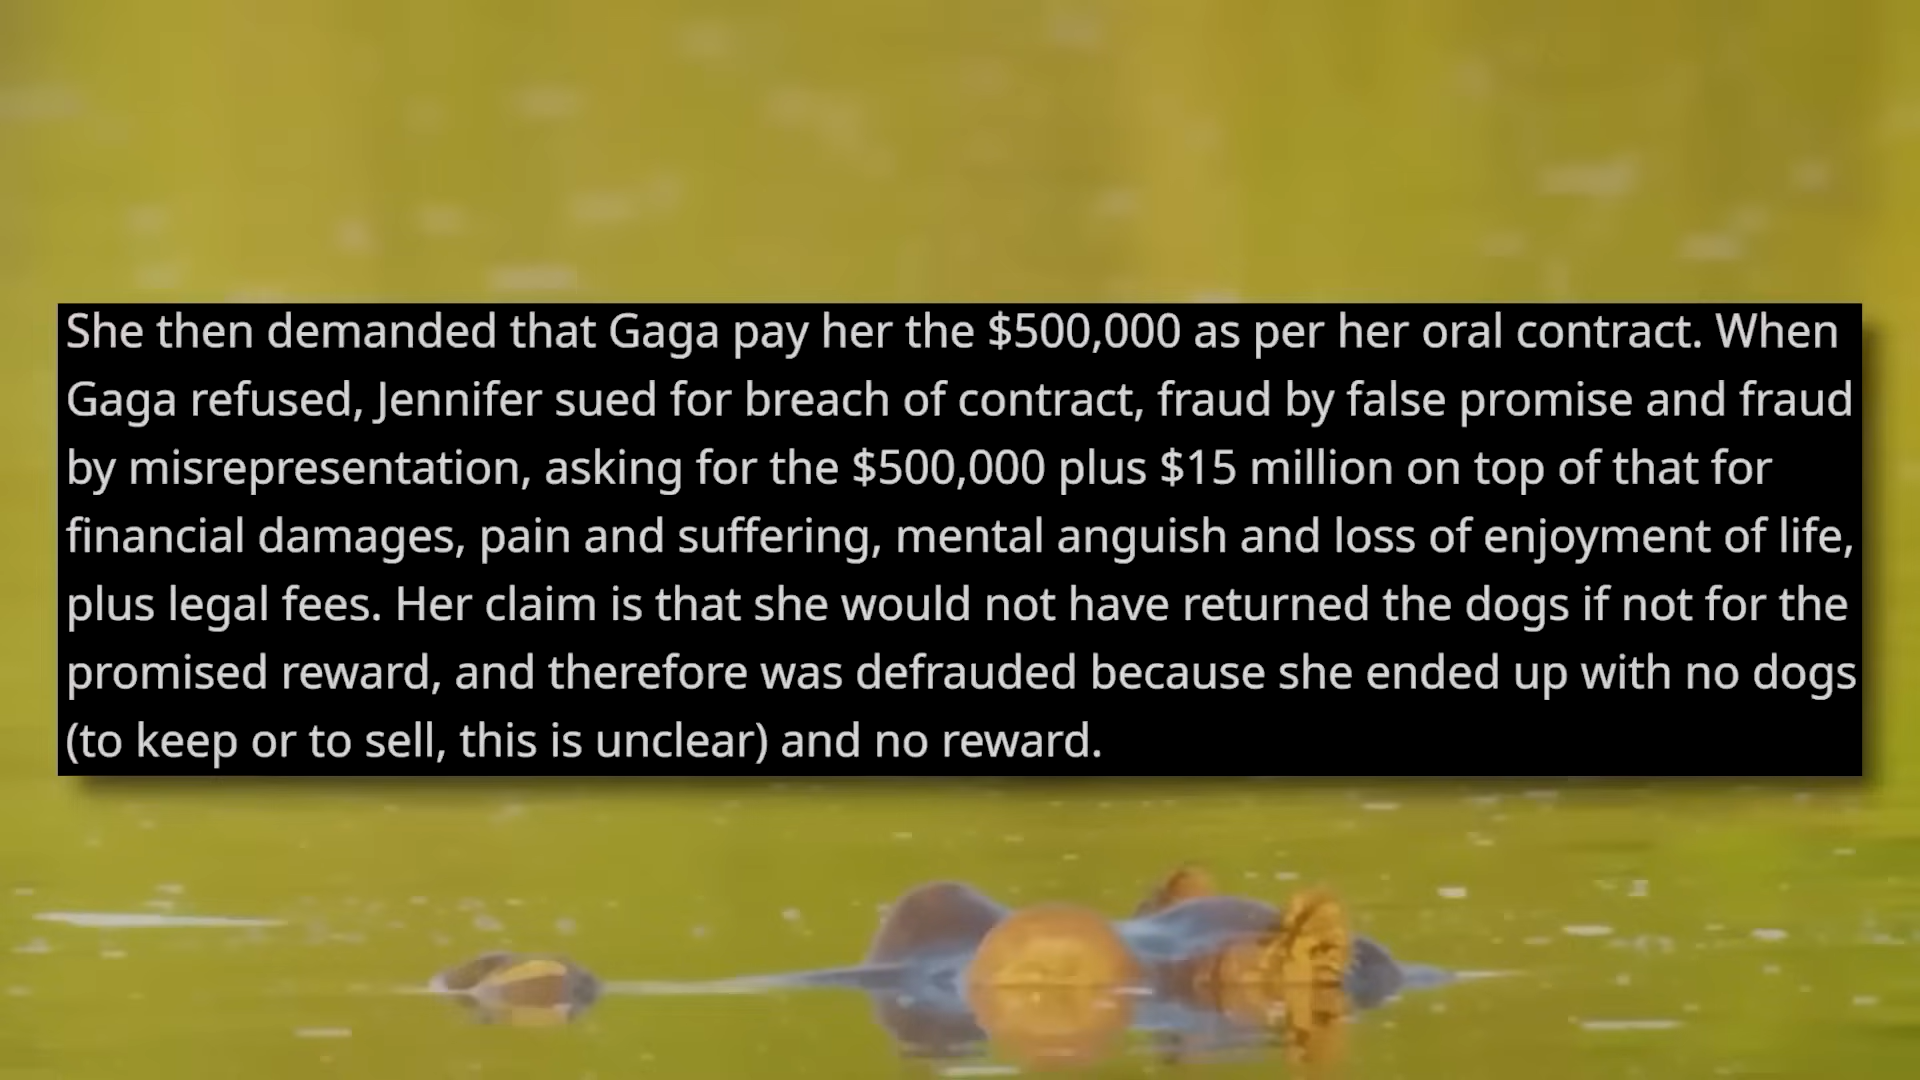 She then demanded that Gaga pay her the $500,000 as per her oral contract. When
Gaga refused, Jennifer sued for breach of contract, fraud by false promise and fraud
by misrepresentation, asking for the $500,000 plus $15 million on top of that for
financial damages, pain and suffering, mental anguish and loss of enjoyment of life,
plus legal fees. Her claim is that she would not have returned the dogs if not for the
promised reward, and therefore was defrauded because she ended up with no dogs
(to keep or to sell, this is unclear) and no reward.